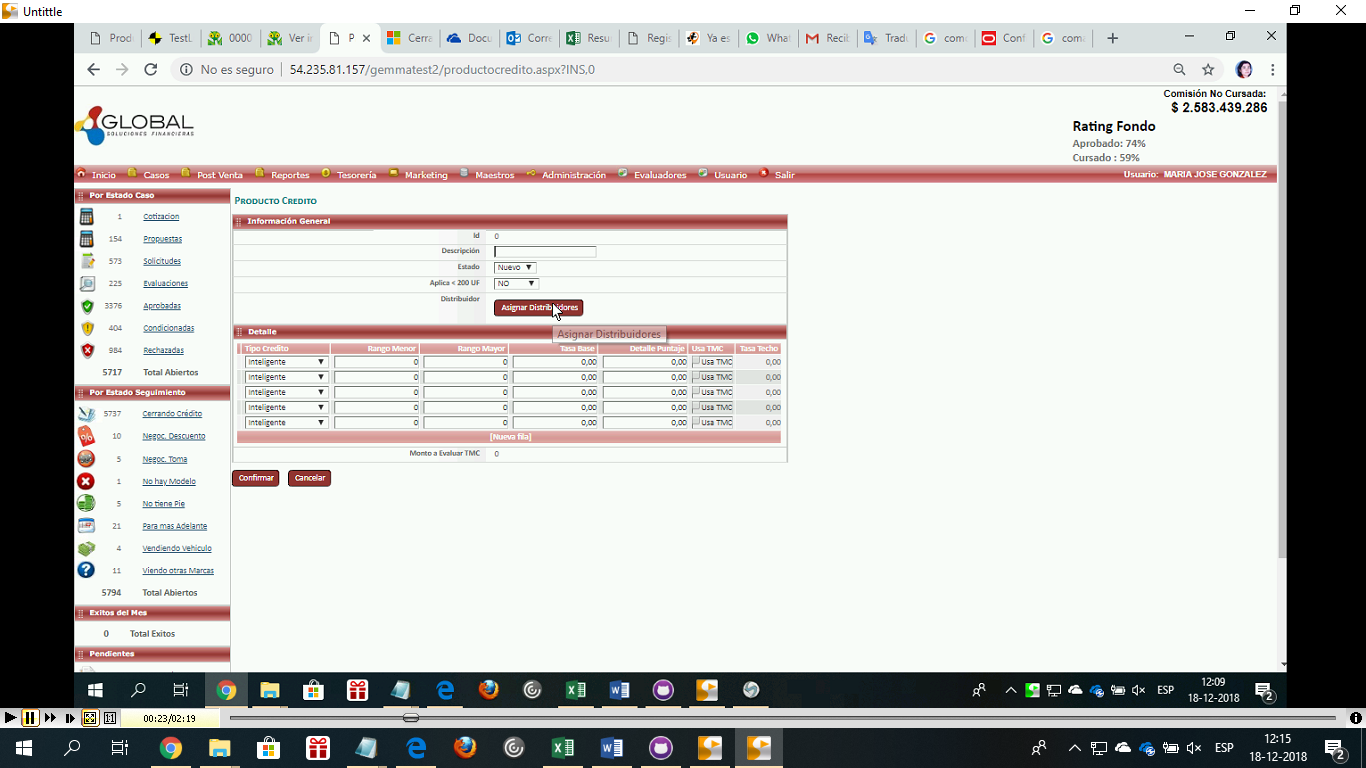 Untittle
Prod
TestL
0000
Ver in
P
Cerra
Docu
Corre
Resu
Regis
Ya es
What
Recib
Tradu
com
Conf
com
No es seguro
54.235.81.157/gemmatest2/productocredito.aspx?INS,0
GLOBAL
SOLUCIONES FINANCIERAS
Comisión No Cursada:
$ 2.583.439.286
Rating Fondo
Aprobado: 74%
Cursado : 59%
Inicio Casos Post Venta Reportes Tesorería Marketing Maestros Administración Evaluadores Usuario Salir
Usuario: MARIA JOSE GONZALEZ
Por Estado Caso
1 Cotizacion
154 Propuestas
573 Solicitudes
225 Evaluaciones
3376 Aprobadas
404 Condicionadas
984 Rechazadas
5717 Total Abiertos
Por Estado Seguimiento
5737 Cerrando Crédito
10 Negoc. Descuento
5 Negoc. Toma
1 No hay Modelo
5 No tiene Pie
21 Para mas Adelante
4 Vendiendo Vehiculo
11 Viendo otras Marcas
5794 Total Abiertos
Exitos del Mes
0 Total Exitos
Pendientes
PRODUCTO CREDITO
Información General
Id 0
Descripción
Estado Nuevo
Aplica < 200 UF NO
Distribuidor Asignar Distribuidores
Asignar Distribuidores
Detalle
Tipo Credito Rango Menor Rango Mayor Tasa Base Detalle Puntaje Usa TMC Tasa Techo
Inteligente 0 0 0,00 0,00 Usa TMC 0,00
Inteligente 0 0 0,00 0,00 Usa TMC 0,00
Inteligente 0 0 0,00 0,00 Usa TMC 0,00
Inteligente 0 0 0,00 0,00 Usa TMC 0,00
Inteligente 0 0 0,00 0,00 Usa TMC 0,00
[Nueva fila]
Monto a Evaluar TMC 0
Confirmar Cancelar
ESP
12:09
18-12-2018
2
00:23/02:19
ESP
12:15
18-12-2018
2